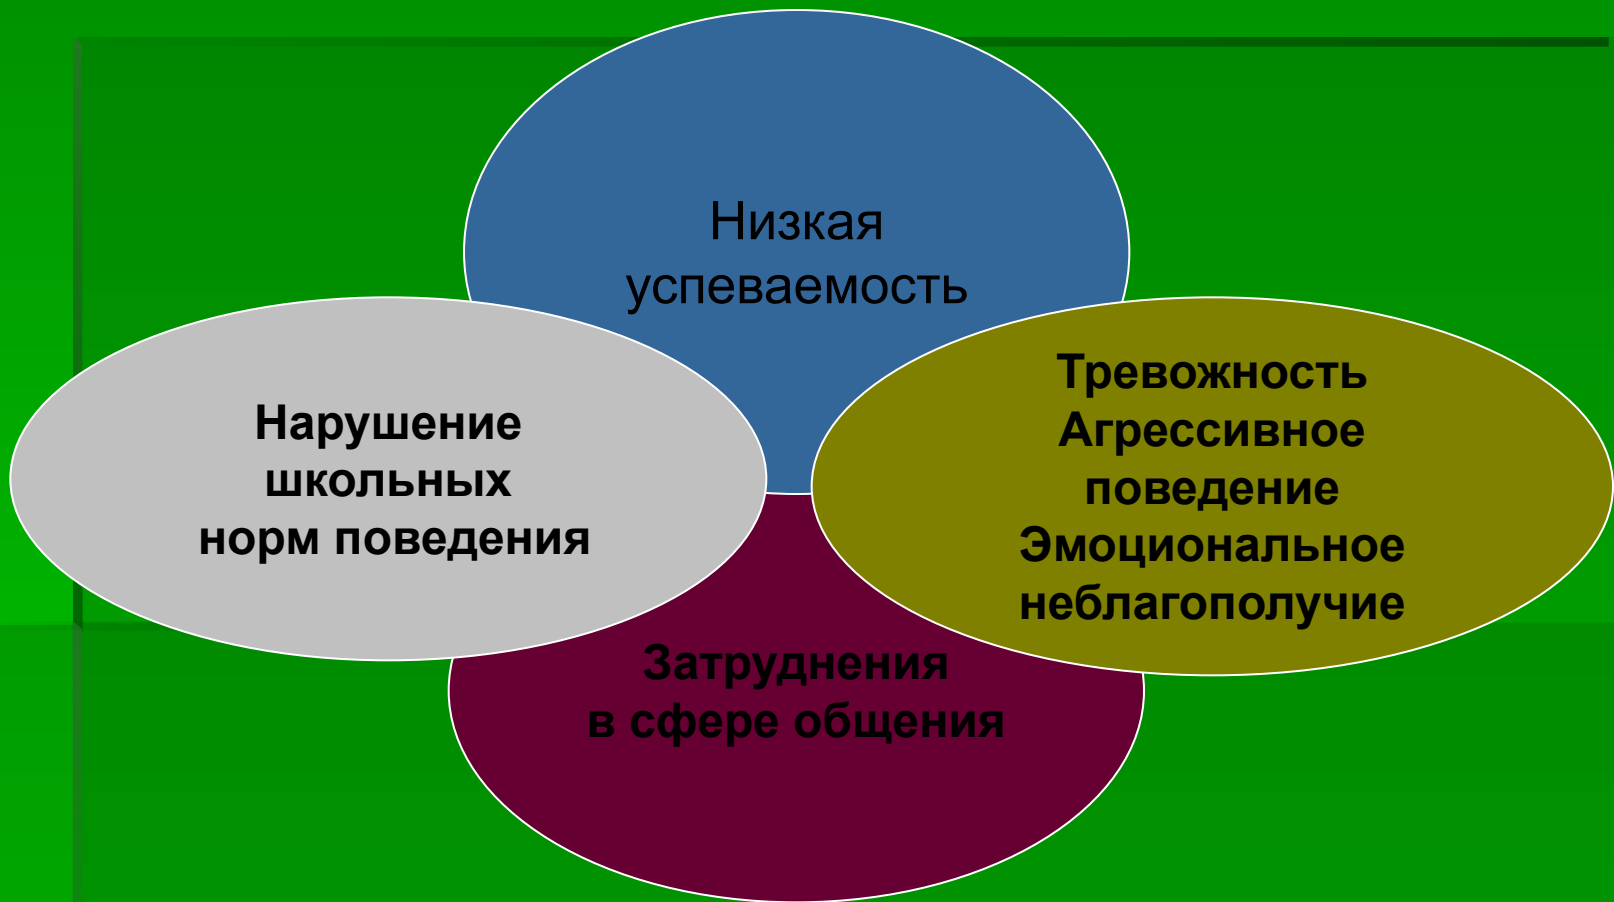 Низкая
успеваемость
Нарушение
школьных
норм поведения
Тревожность
Агрессивное
поведение
Эмоциональное
неблагополучие
Затруднения
в сфере общения